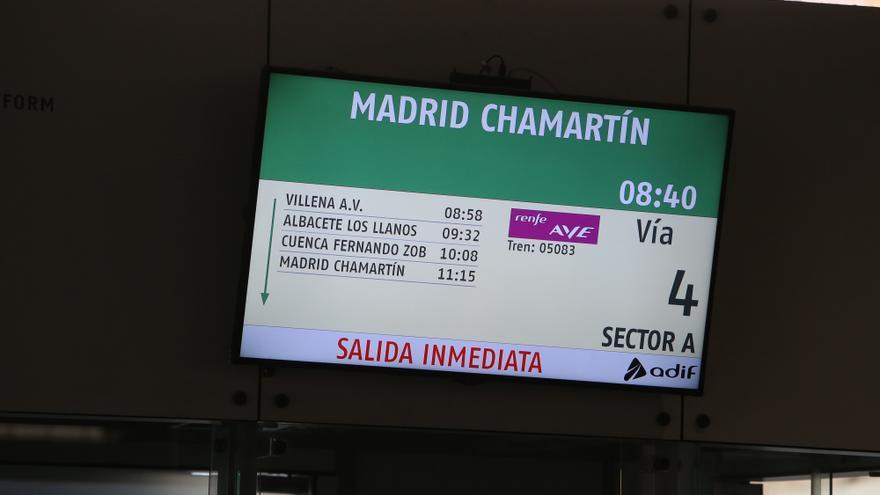 FORM
MADRID CHAMARTÍN
08:40
VILLENA A.V. 08:58
ALBACETE LOS LLANOS 09:32
CUENCA FERNANDO ZOB 10:08
MADRID CHAMARTÍN 11:15
renfe
AVE
Tren: 05083
Vía
4
SECTOR A
SALIDA INMEDIATA
adif